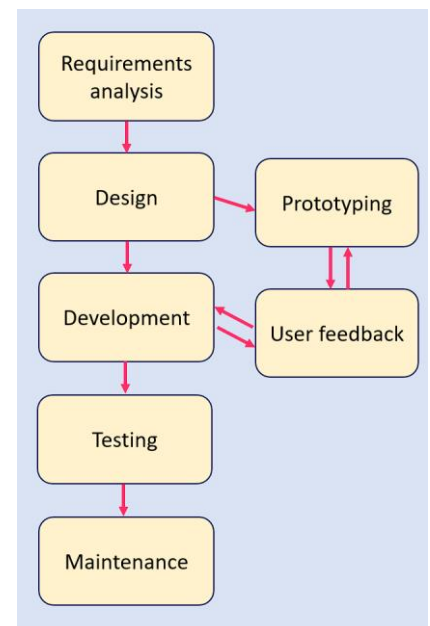 Requirements
analysis
Design
Prototyping
Development
User feedback
Testing
Maintenance